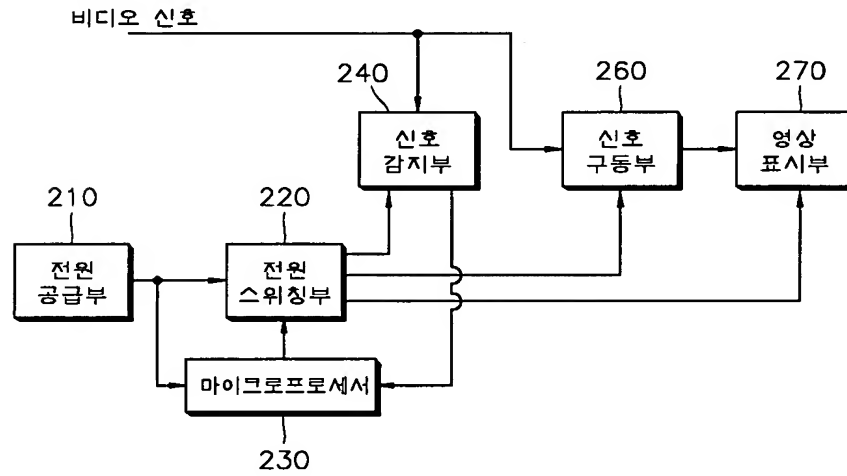 비디오 신호
240
260
270
신호
감지부
신호
구동부
영상
표시부
210
220
전원
공급부
전원
스위칭부
마이크로프로세서
230